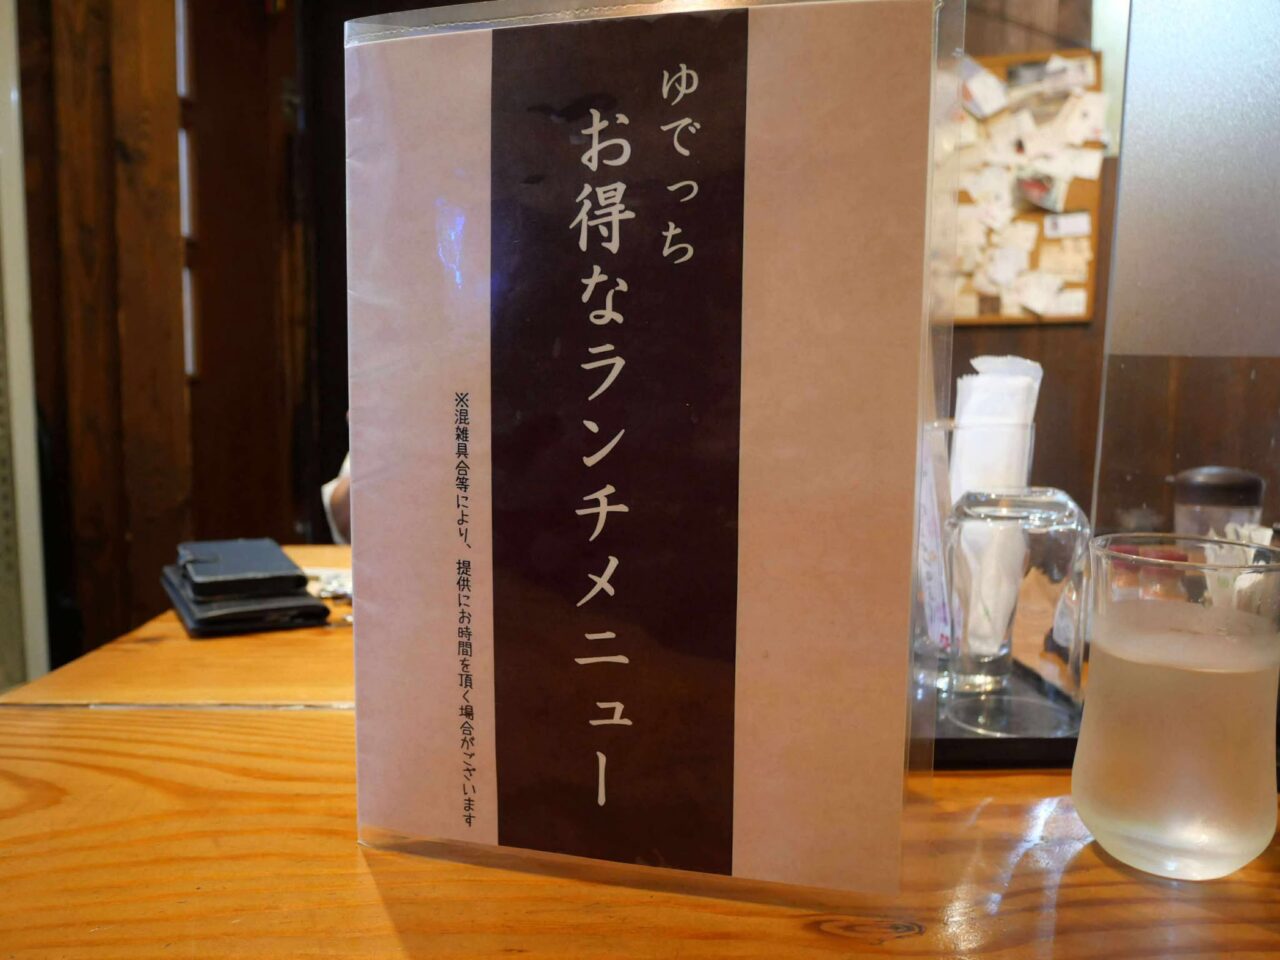 ゆでっち
お得なランチメニュー
※混雑具合等により、提供にお時間を頂く場合がございます